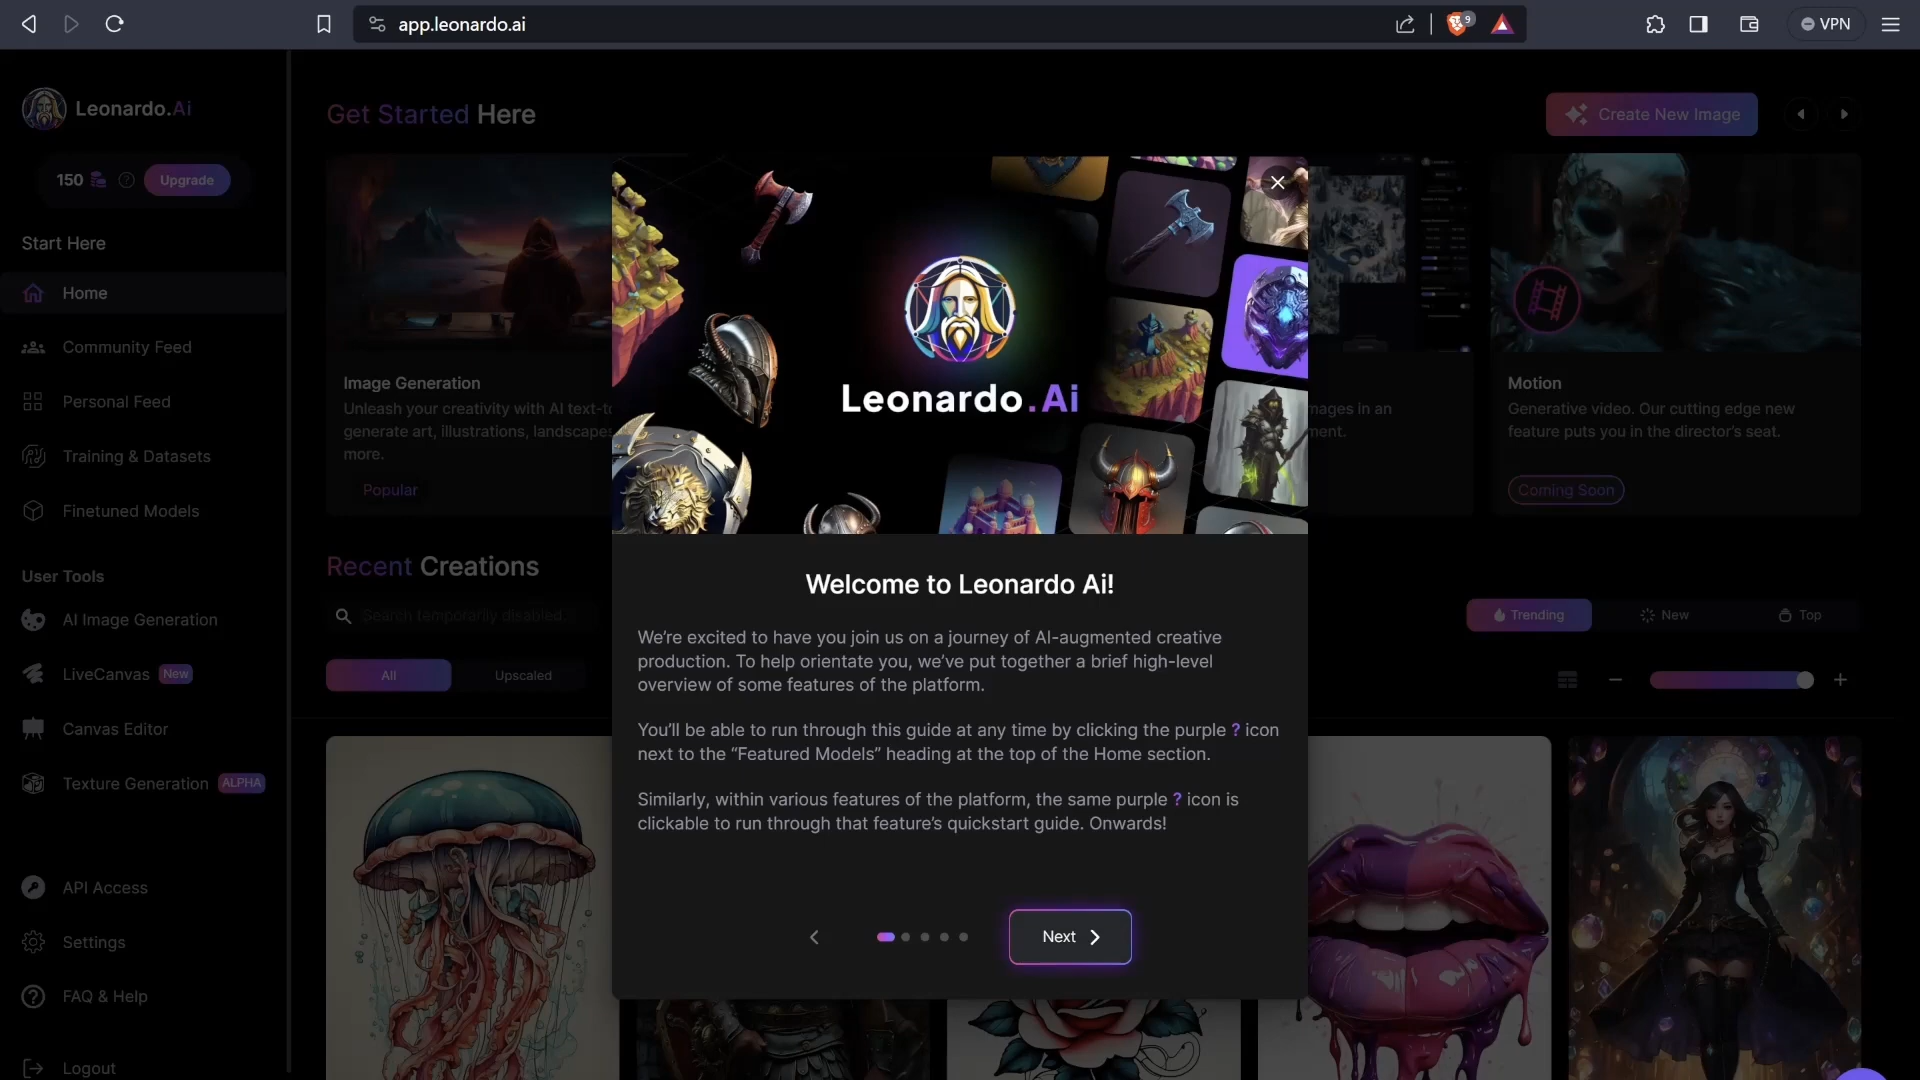 app.leonardo.ai
9
VPN
Leonardo.Ai
150
Upgrade
Start Here
Home
Community Feed
Personal Feed
Training & Datasets
Finetuned Models
User Tools
AI Image Generation
LiveCanvas New
Canvas Editor
Texture Generation ALPHA
API Access
Settings
FAQ & Help
Logout
Get Started Here
Create New Image
Image Generation
Unleash your creativity with AI
generate art, illustrations, landscapes
more.
Popular
in an
Motion
Generative video. Our cutting edge new
feature puts you in the director's seat.
Coming Soon
Recent Creations
Search temporarily disabled...
Trending
New
Top
All
Upscaled
Leonardo.Ai
Welcome to Leonardo Ai!
We're excited to have you join us on a journey of AI-augmented creative
production. To help orientate you, we've put together a brief high-level
overview of some features of the platform.
You'll be able to run through this guide at any time by clicking the purple ? icon
next to the “Featured Models” heading at the top of the Home section.
Similarly, within various features of the platform, the same purple ? icon is
clickable to run through that feature's quickstart guide. Onwards!
Next